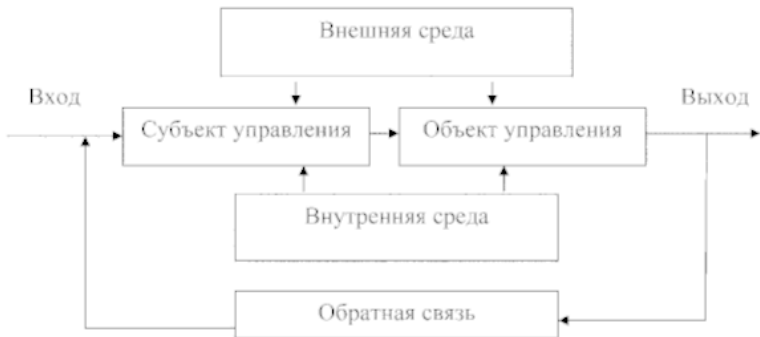 Внешняя среда
Вход
Выход
Субъект управления
Объект управления
Внутренняя среда
Обратная связь